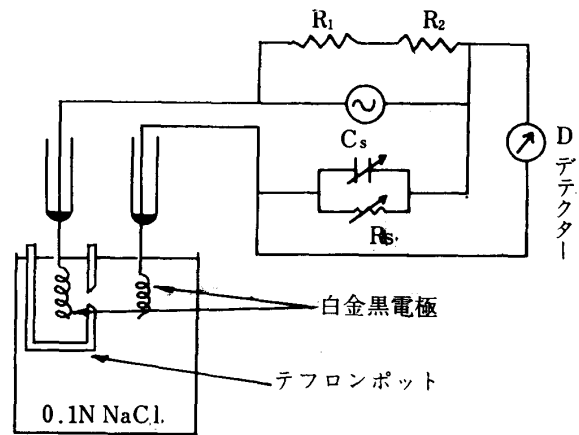 R₁ R₂
Cs
D
デテクター
Rs.
白金黒電極
テフロンポット
0.1N NaCl.